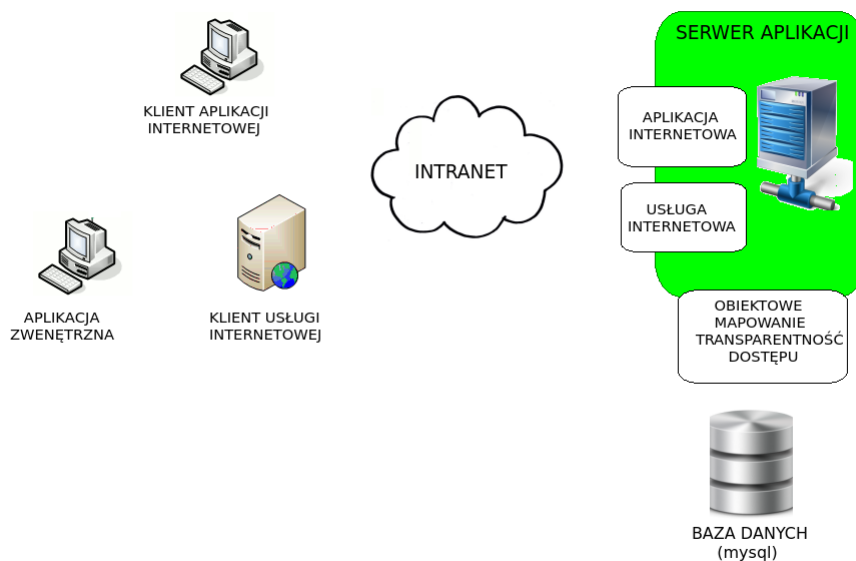 SERWER APLIKACJI
KLIENT APLIKACJI
INTERNETOWEJ
INTRANET
APLIKACJA
INTERNETOWA
USŁUGA
INTERNETOWA
APLIKACJA
ZWENĘTRZNA
KLIENT USŁUGI
INTERNETOWEJ
OBIEKTOWE
MAPOWANIE
TRANSPARENTNOŚĆ
DOSTĘPU
BAZA DANYCH
(mysql)